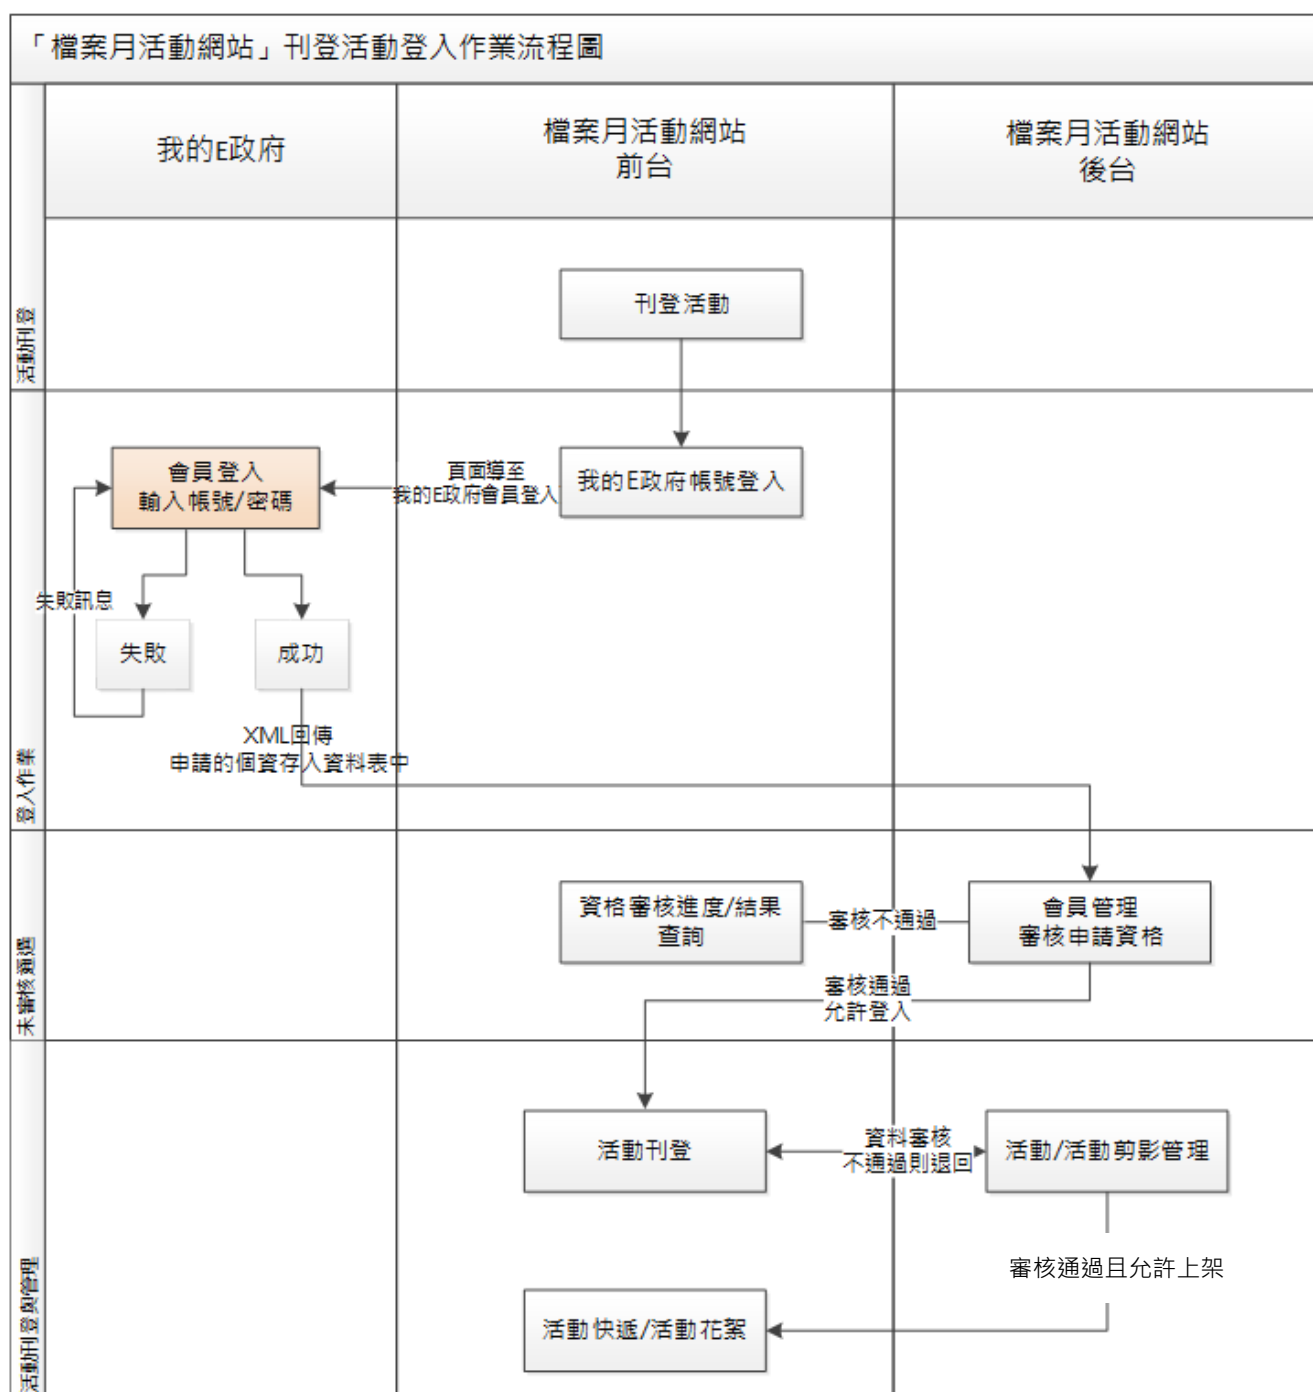 「檔案月活動網站」刊登活動登入作業流程圖
我的E政府
檔案月活動網站
前台
檔案月活動網站
後台
活動刊登
刊登活動
登入作業
會員登入
輸入帳號/密碼
頁面導至
我的E政府會員登入
我的E政府帳號登入
失敗訊息
失敗
成功
XML回傳
申請的個資存入資料表中
未審核通過
資格審核進度/結果
查詢
審核不通過
會員管理
審核申請資格
審核通過
允許登入
活動刊登與管理
活動刊登
資料審核
不通過則退回
活動/活動剪影管理
審核通過且允許上架
活動快遞/活動花絮